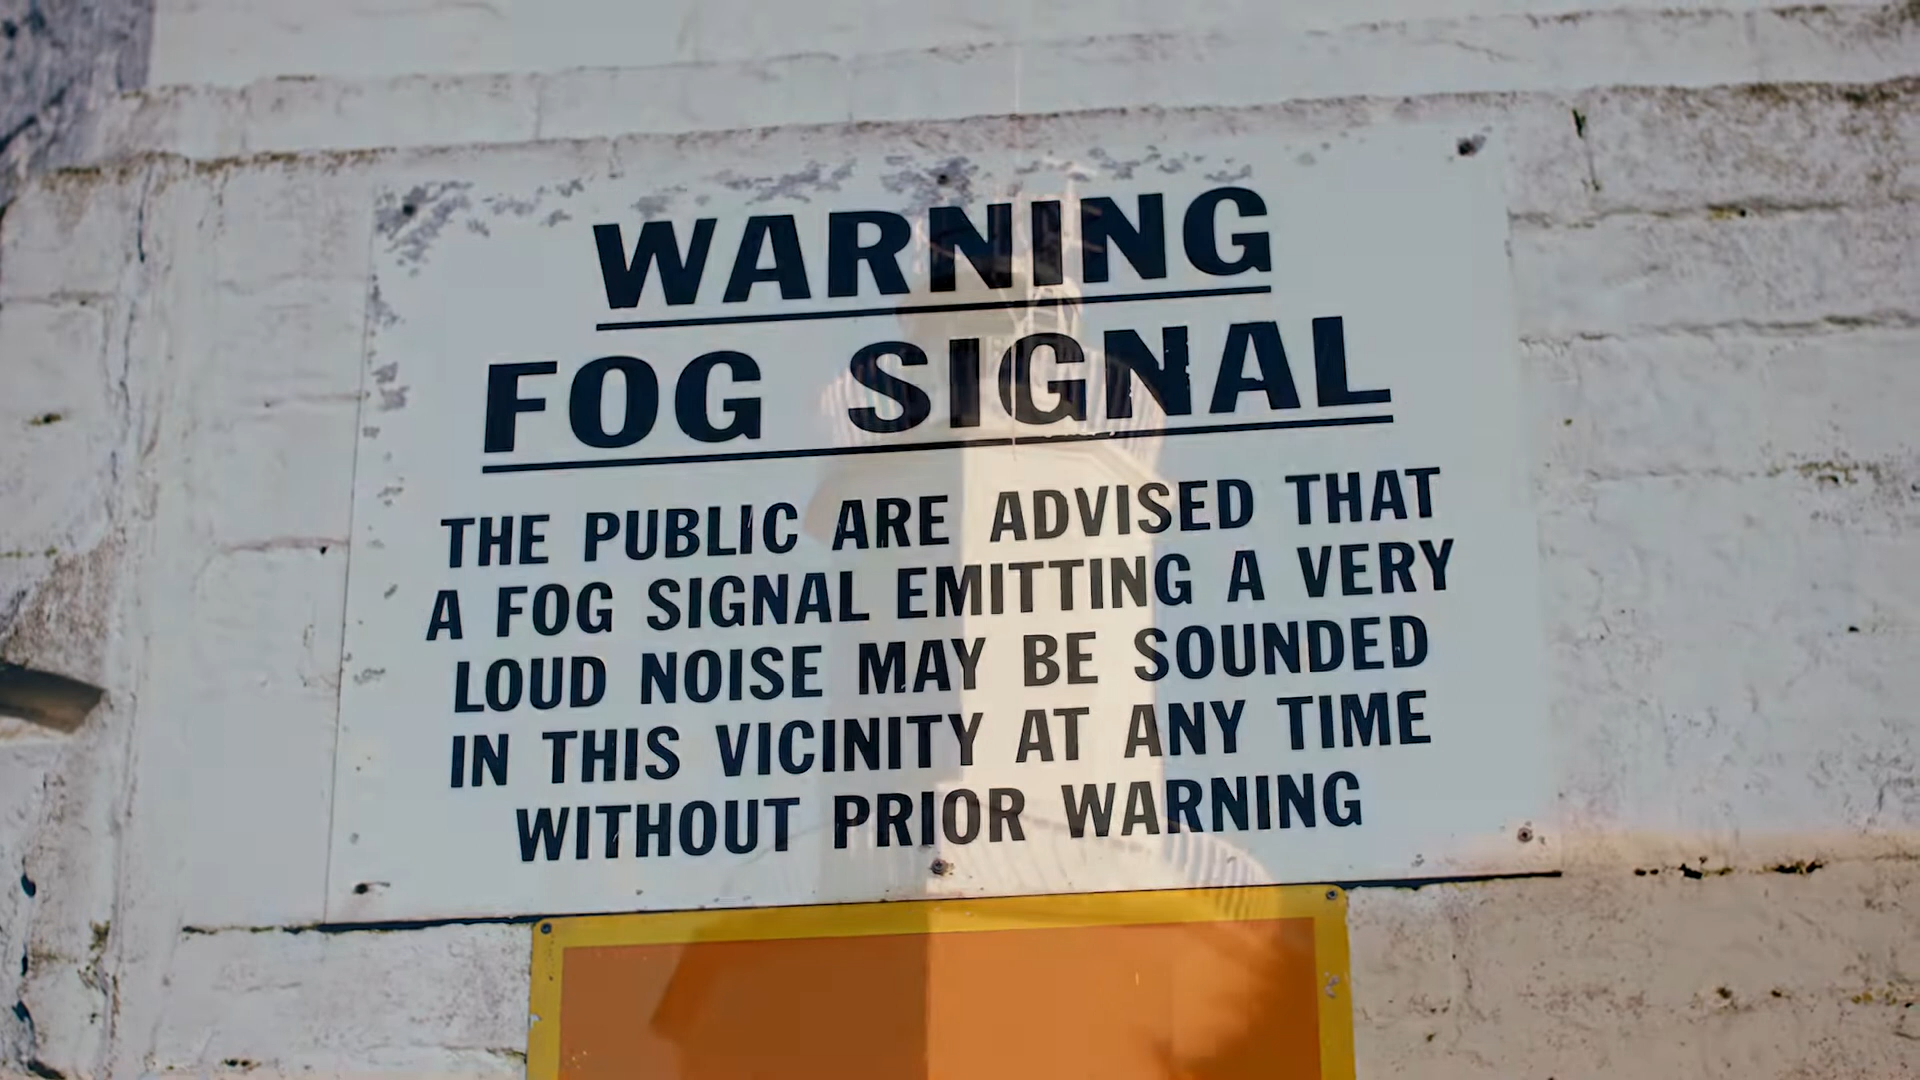 WARNING
FOG SIGNAL
THE PUBLIC ARE ADVISED THAT
A FOG SIGNAL EMITTING A VERY
LOUD NOISE MAY BE SOUNDED
IN THIS VICINITY AT ANY TIME
WITHOUT PRIOR WARNING